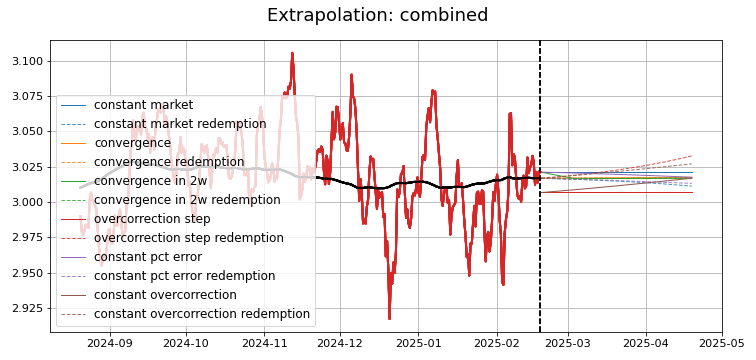 Extrapolation: combined
3.100
3.075
3.050
3.025
3.000
2.975
2.950
2.925
constant market
constant market redemption
convergence
convergence redemption
convergence in 2w
convergence in 2w redemption
overcorrection step
overcorrection step redemption
constant pct error
constant pct error redemption
constant overcorrection
constant overcorrection redemption
2024-09 2024-10 2024-11 2024-12 2025-01 2025-02 2025-03 2025-04 2025-05